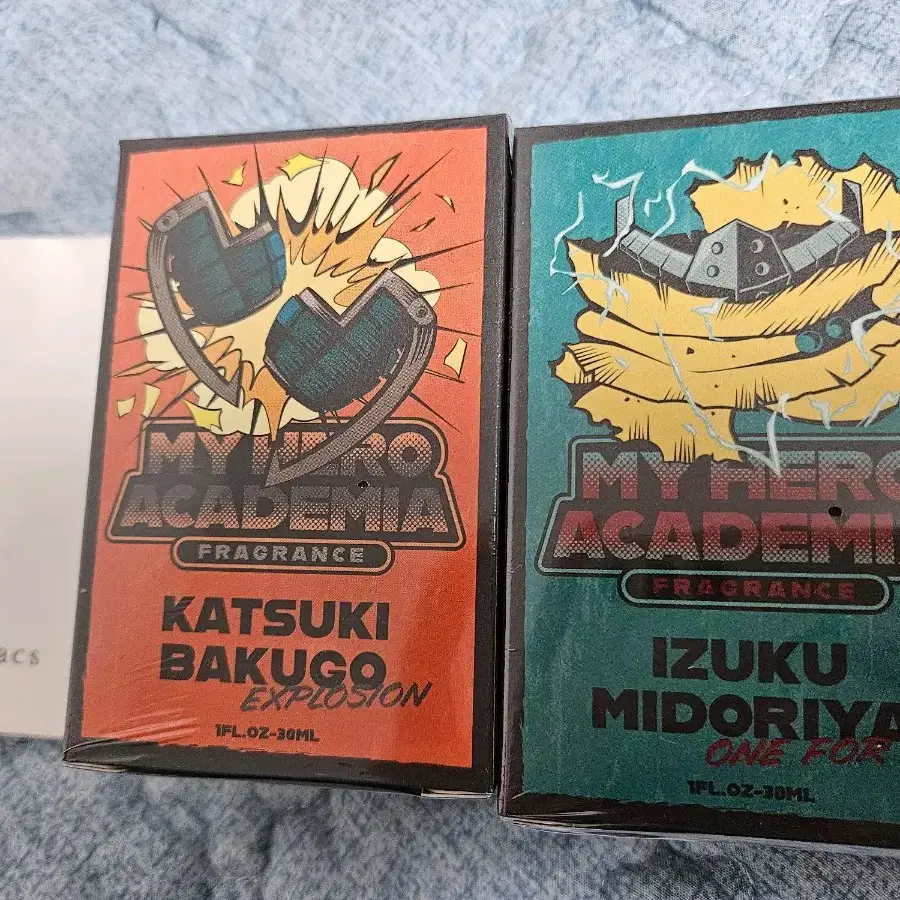 acs
MY HERO
ACADEMIA
FRAGRANCE
KATSUKI
BAKUGO
EXPLOSION
1FL.OZ-30ML
MY HERO
ACADEMI
FRAGRANCE
IZUKU
MIDORIYA
ONE FOR
1FL.OZ-30ML